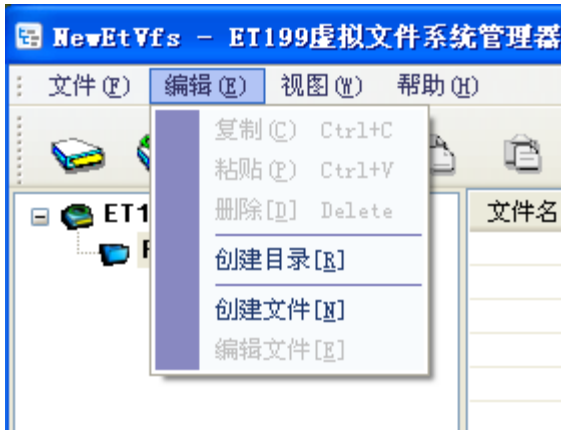 NewEtVfs - ET199虚拟文件系统管理器
文件(F) 编辑(E) 视图(W) 帮助(H)
复制(C) Ctrl+C
粘贴(P) Ctrl+V
删除[D] Delete
创建目录[R]
创建文件[N]
编辑文件[E]
ET1
文件名